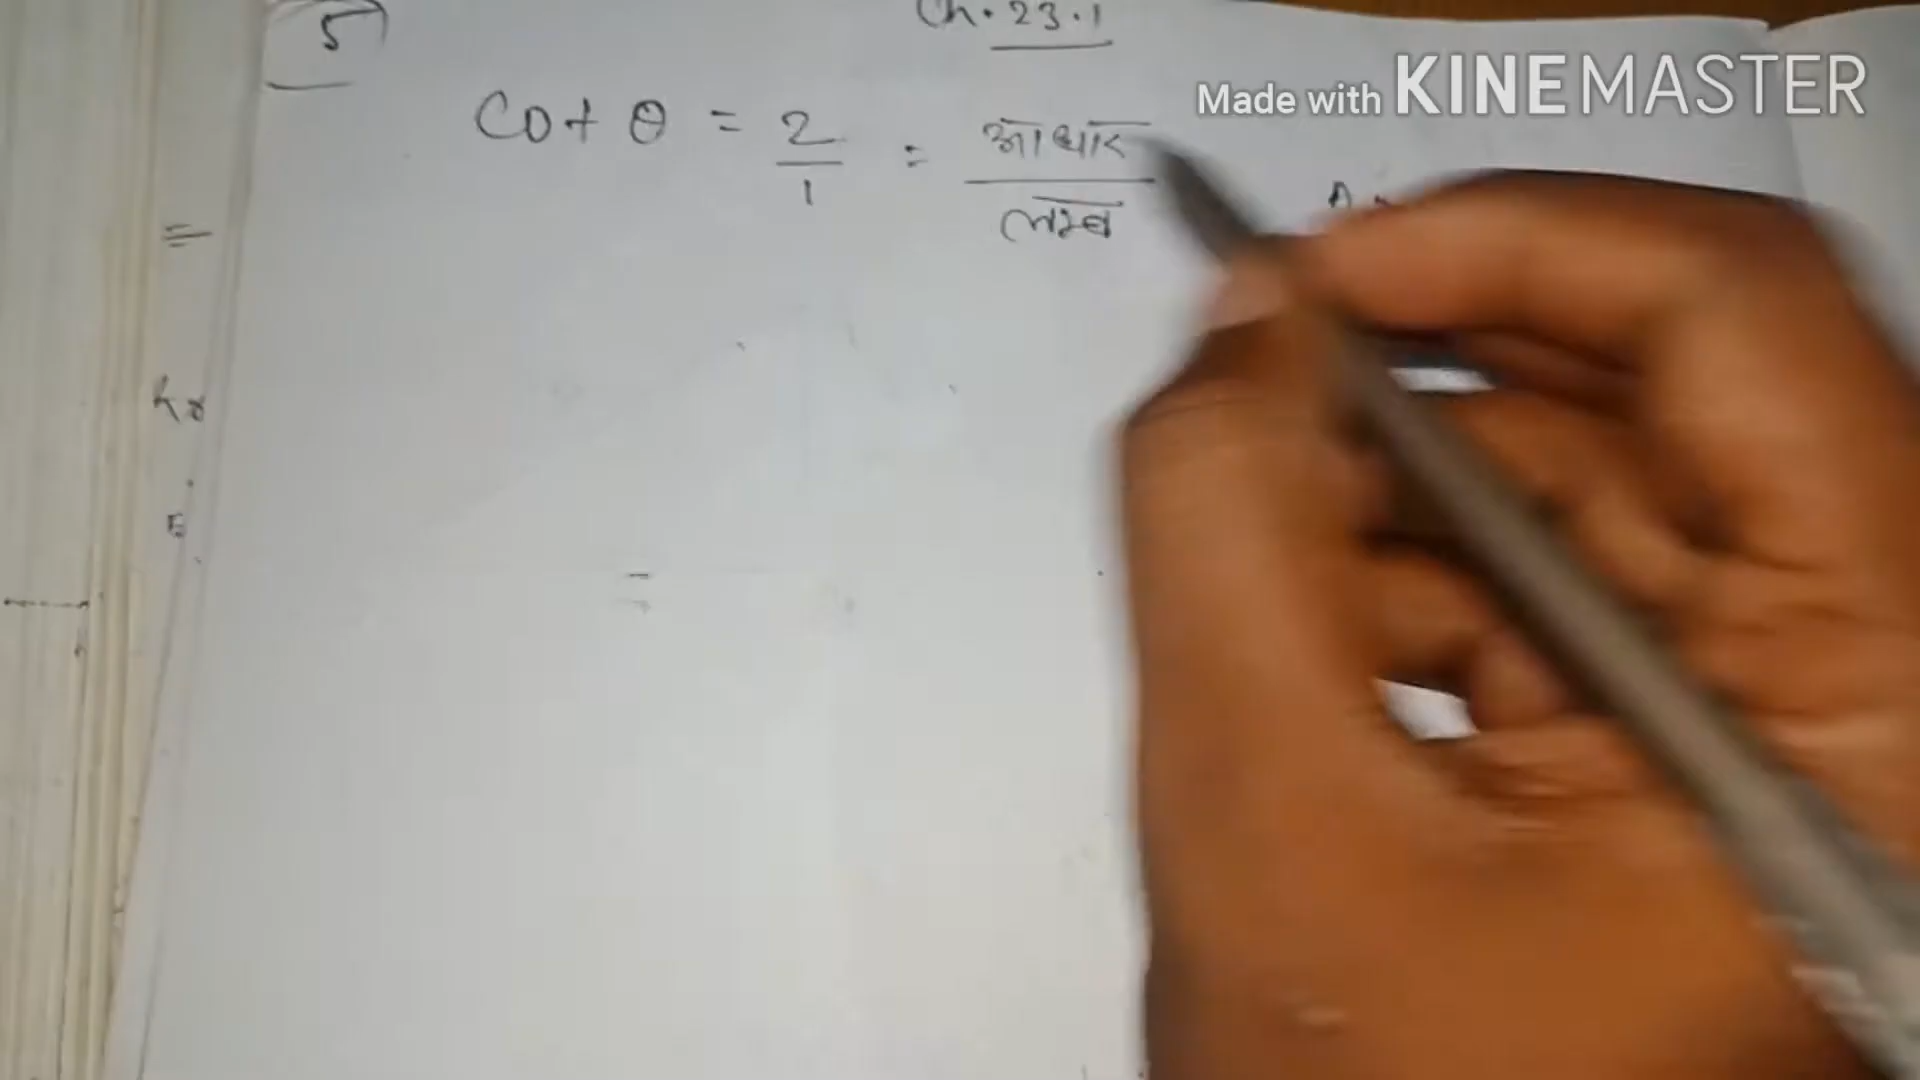 5
Ch. 23.1
Made with KINEMASTER
Cot θ = 2/1 = आधार/लम्ब